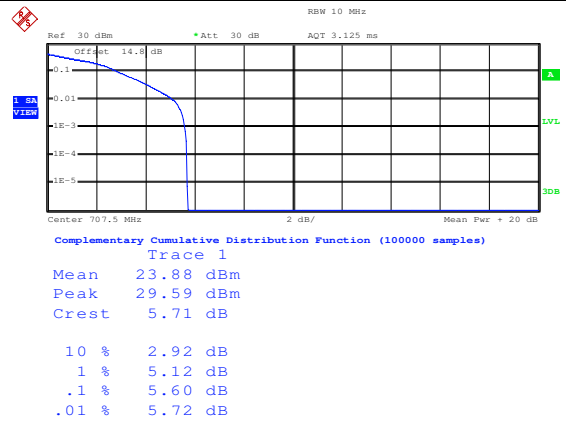 RBW 10 MHz
Ref 30 dBm *Att 30 dB AQT 3.125 ms
Offset 14.8 dB
0.1
A
0.01
1 SA
VIEW
1E-3
LVL
1E-4
1E-5
3DB
Center 707.5 MHz 2 dB/ Mean Pwr + 20 dB
Complementary Cumulative Distribution Function (100000 samples)
Trace 1
Mean 23.88 dBm
Peak 29.59 dBm
Crest 5.71 dB
10 % 2.92 dB
1 % 5.12 dB
.1 % 5.60 dB
.01 % 5.72 dB